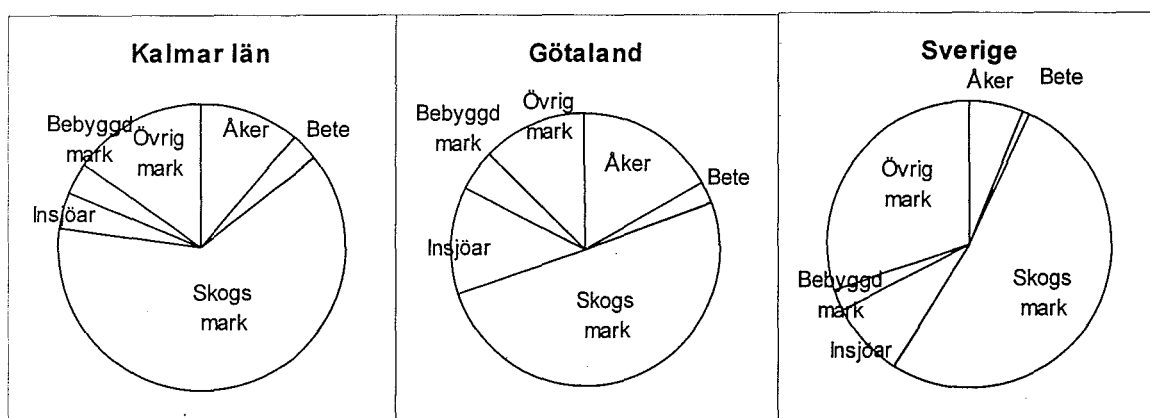 Kalmar län
Bebyggd
mark
Övrig
mark
Åker
Bete
Insjöar
Skogs
mark
Götaland
Bebyggd
mark
Övrig
mark
Åker
Bete
Insjöar
Skogs
mark
Sverige
Åker
Bete
Övrig
mark
Bebyggd
mark
Insjöar
Skogs
mark